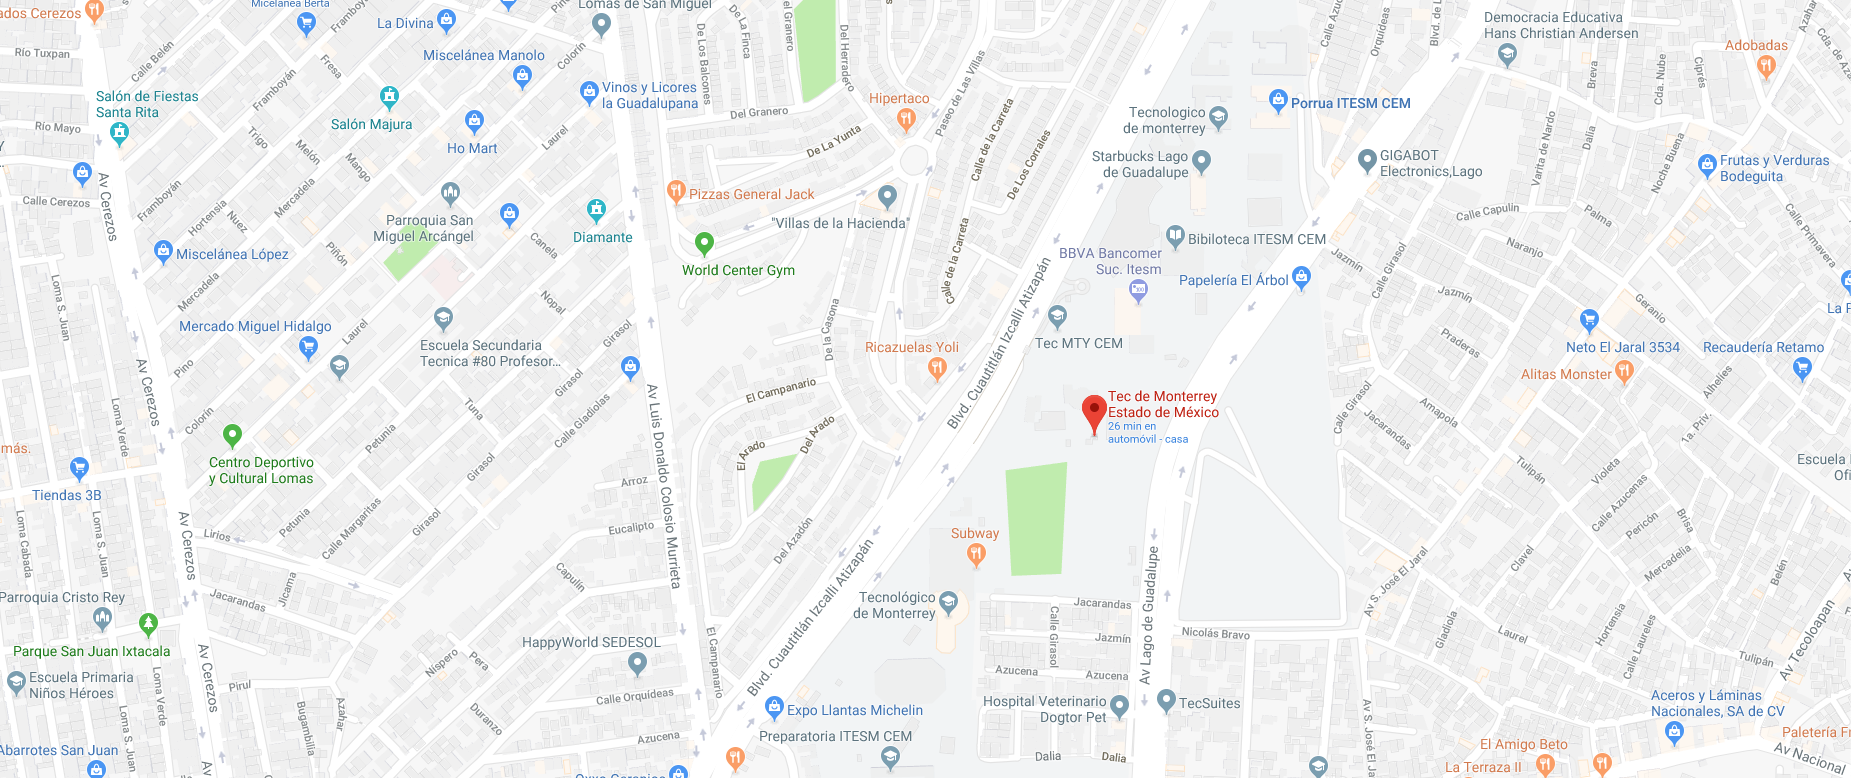 ados Cerezos
Micelánea Berta
La Divina
Lomas de San Miguel
Río Tuxpan
Calle Belén
Framboyán
Fresa
Colorín
Miscelánea Manolo
Vinos y Licores
la Guadalupana
De Los Balcones
De La Finca
del Granero
Del Herradero
Paseo de Las Villas
Salón de Fiestas
Santa Rita
Salón Majura
Ho Mart
Laurel
Del Granero
Hipertaco
De La Yunta
Calle de la Carreta
De Los Corrales
Río Mayo
Trigo
Melón
Mango
Av Cerezos
Calle Cerezos
Framboyán
Hortensia
Nuez
Mercadela
Piñón
Parroquia San
Miguel Arcángel
Canela
Diamante
Pizzas General Jack
"Villas de la Hacienda"
World Center Gym
Calle de la Carreta
Miscelánea López
Mercadela
Nopal
Girasol
Mercado Miguel Hidalgo
Laurel
Escuela Secundaria
Tecnica #80 Profesor...
Pino
Colorín
Tuna
Petunia
Girasol
Calle Gladiolas
Girasol
Loma S. Juan
Loma Verde
Av Cerezos
De la Casona
El Campanario
Ricazuelas Yoli
Blvd. Cuautitlán Izcalli Atizapán
Av Luis Donaldo Colosio Murrieta
El Arado
Del Arado
Arroz
Eucalipto
Del Azadón
Capulín
Centro Deportivo
y Cultural Lomas
más.
Tiendas 3B
Loma Cabada
Loma S. Juan
Av Cerezos
Lirios
Petunia
Calle Margaritas
Girasol
Jícama
Jacarandas
Parroquia Cristo Rey
Parque San Juan Ixtacala
Escuela Primaria
Niños Héroes
Av Cerezos
Loma Verde
Loma S. Juan
Pirul
Bugambilia
Azahar
Níspero
Pera
Durazno
HappyWorld SEDESOL
Calle Orquideas
Azucena
El Campanario
Abarrotes San Juan
Av
Oxxo Geranios
Blvd. Cuautitlán Izcalli Atizapán
Expo Llantas Michelin
Preparatoria ITESM CEM
Tecnologico
de monterrey
Porrua ITESM CEM
Starbucks Lago
de Guadalupe
Bibiloteca ITESM CEM
BBVA Bancomer
Suc. Itesm
Papelería El Árbol
Tec MTY CEM
Tec de Monterrey
Estado de México
26 min en
automóvil - casa
Subway
Tecnológico
de Monterrey
Jacarandas
Calle Girasol
Jazmín
Azucena
Azucena
Hospital Veterinario
Dogtor Pet
Dalia
Dalia
Av Lago de Guadalupe
Nicolás Bravo
TecSuites
Calle Azucenas
Orquideas
Blvd. de L
Democracia Educativa
Hans Christian Andersen
Dalia
Breva
Cda. Nube
Ciprés
Adobadas
Azahar
Cda. de Azu
GIGABOT
Electronics,Lago
Varita de Nardo
Noche Buena
Frutas y Verduras
Bodeguita
Calle Capulin
Palma
Naranjo
Jazmín
Calle Girasol
Jazmín
Geranio
Praderas
Neto El Jaral 3534
Recaudería Retamo
La F
Alitas Monster
Calle Girasol
Amapola
Alhelíes
1a. Priv.
Tulipán
Violeta
Calle Azucenas
Pericón
Brisa
Mercadelia
Clavel
Belén
Escuela
Ofi
Av S. José El Jaral
Gladiola
Laurel
Hortensia
Calle Laureles
Tulipán
Av Tecoloapan
Aceros y Láminas
Nacionales, SA de CV
El Amigo Beto
La Terraza II
Paletería Fr
Av Nacional
Av S. José El